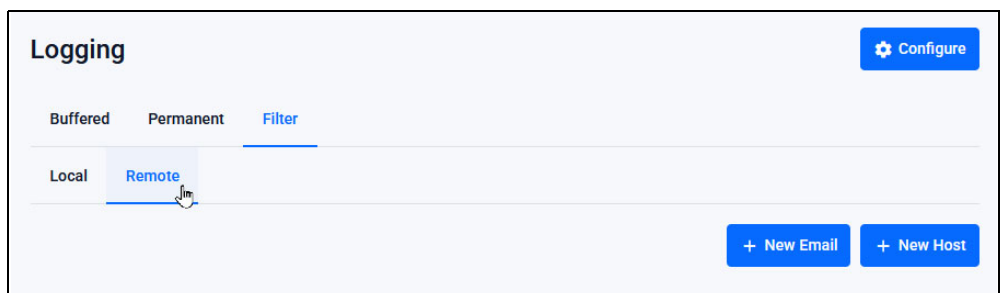 Logging
Configure
Buffered Permanent Filter
Local Remote
+ New Email + New Host